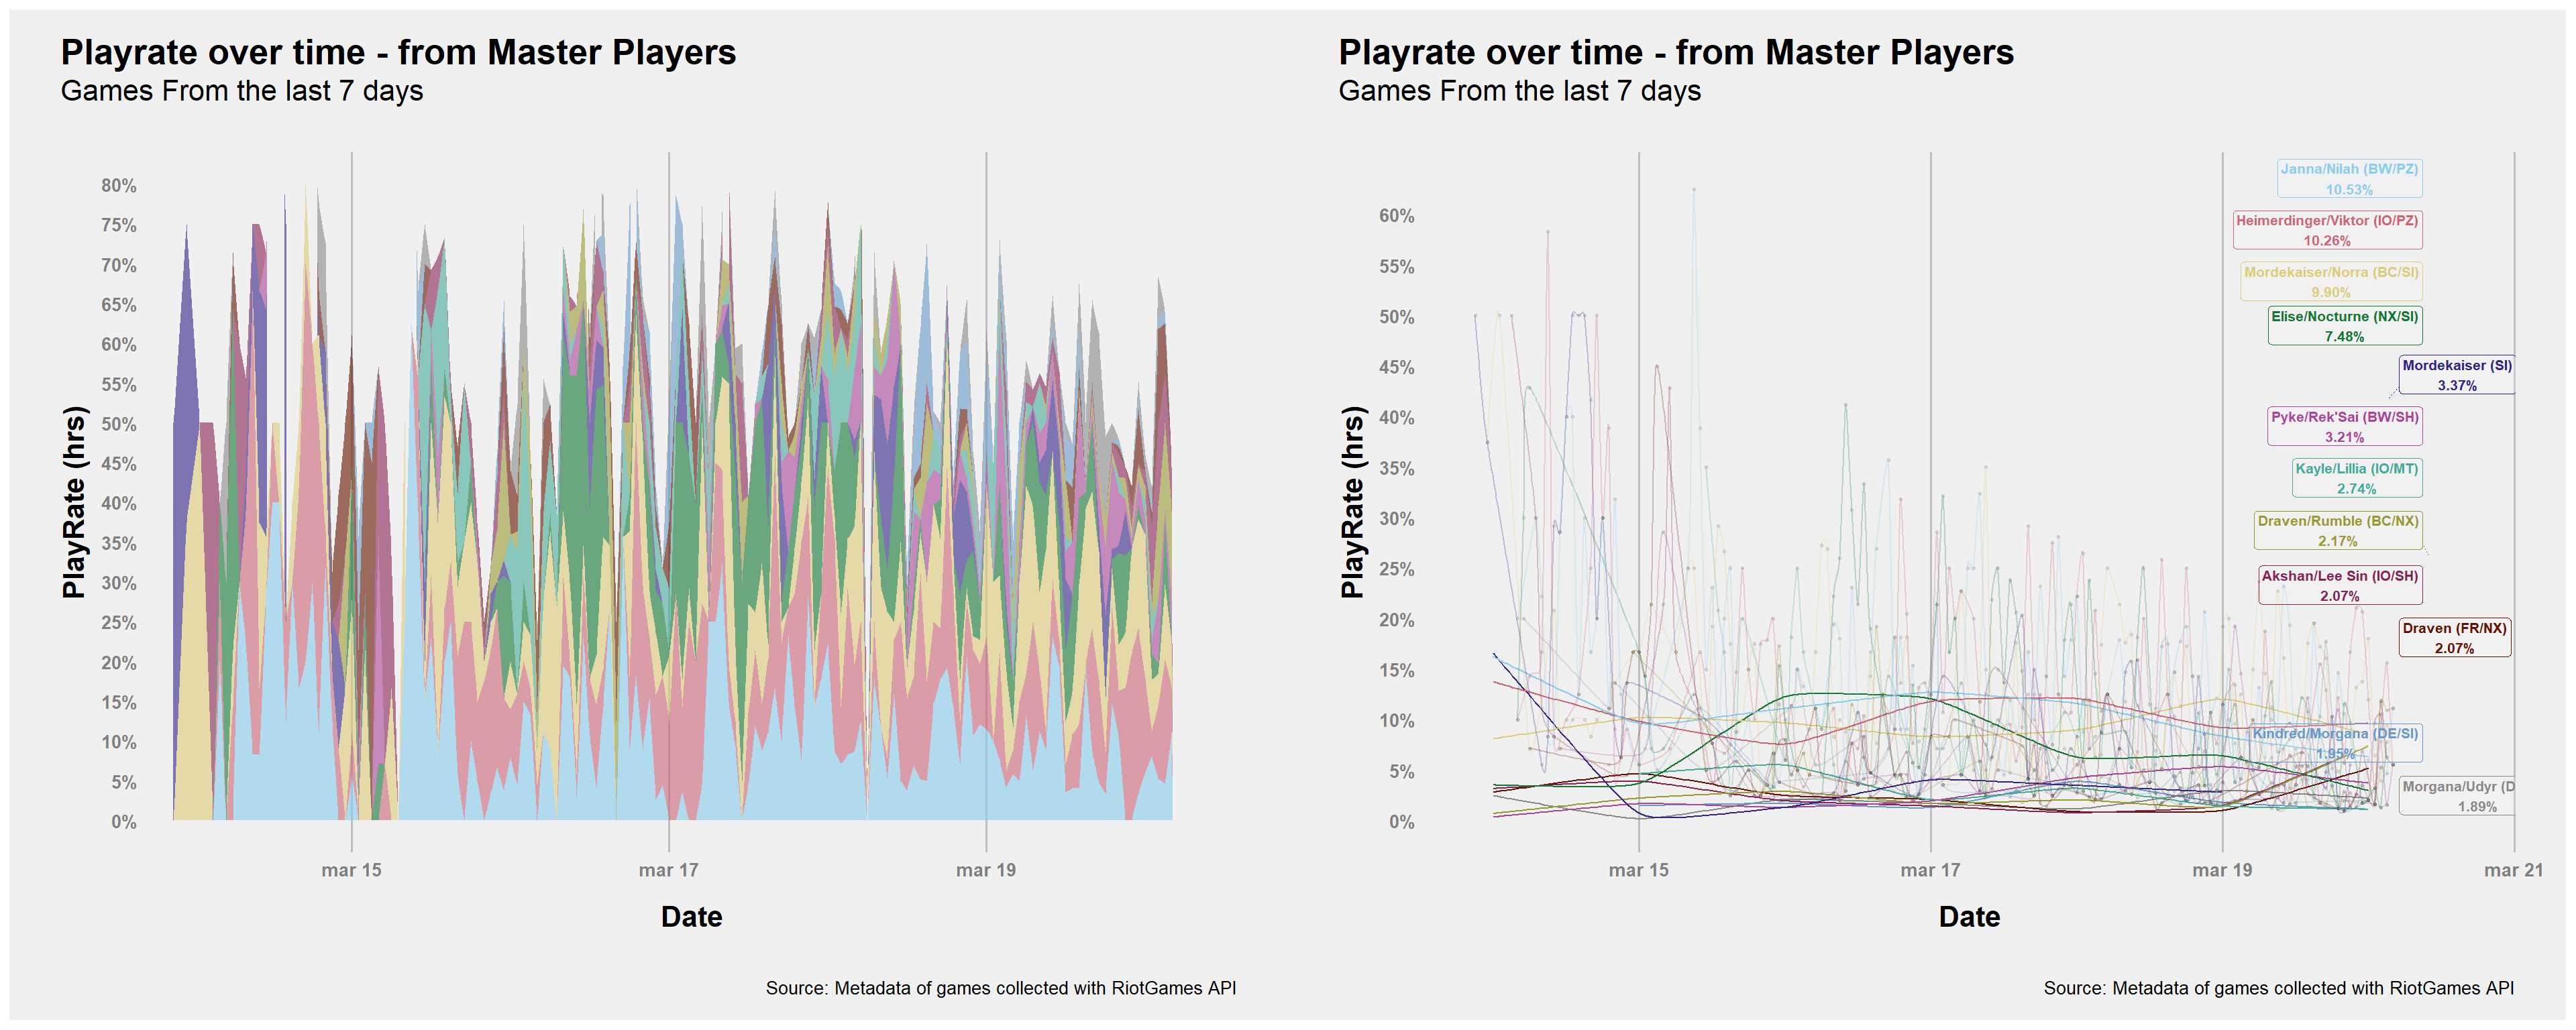 Playrate over time - from Master Players
Games From the last 7 days
PlayRate (hrs)
80%
75%
70%
65%
60%
55%
50%
45%
40%
35%
30%
25%
20%
15%
10%
5%
0%
mar 15
mar 17
mar 19
Date
Source: Metadata of games collected with RiotGames API
Playrate over time - from Master Players
Games From the last 7 days
PlayRate (hrs)
60%
55%
50%
45%
40%
35%
30%
25%
20%
15%
10%
5%
0%
Janna/Nilah (BW/PZ)
10.53%
Heimerdinger/Viktor (IO/PZ)
10.26%
Mordekaiser/Norra (BC/SI)
9.90%
Elise/Nocturne (NX/SI)
7.48%
Mordekaiser (SI)
3.37%
Pyke/Rek'Sai (BW/SH)
3.21%
Kayle/Lillia (IO/MT)
2.74%
Draven/Rumble (BC/NX)
2.17%
Akshan/Lee Sin (IO/SH)
2.07%
Draven (FR/NX)
2.07%
Kindred/Morgana (DE/SI)
1.95%
Morgana/Udyr (D
1.89%
mar 15
mar 17
mar 19
mar 21
Date
Source: Metadata of games collected with RiotGames API